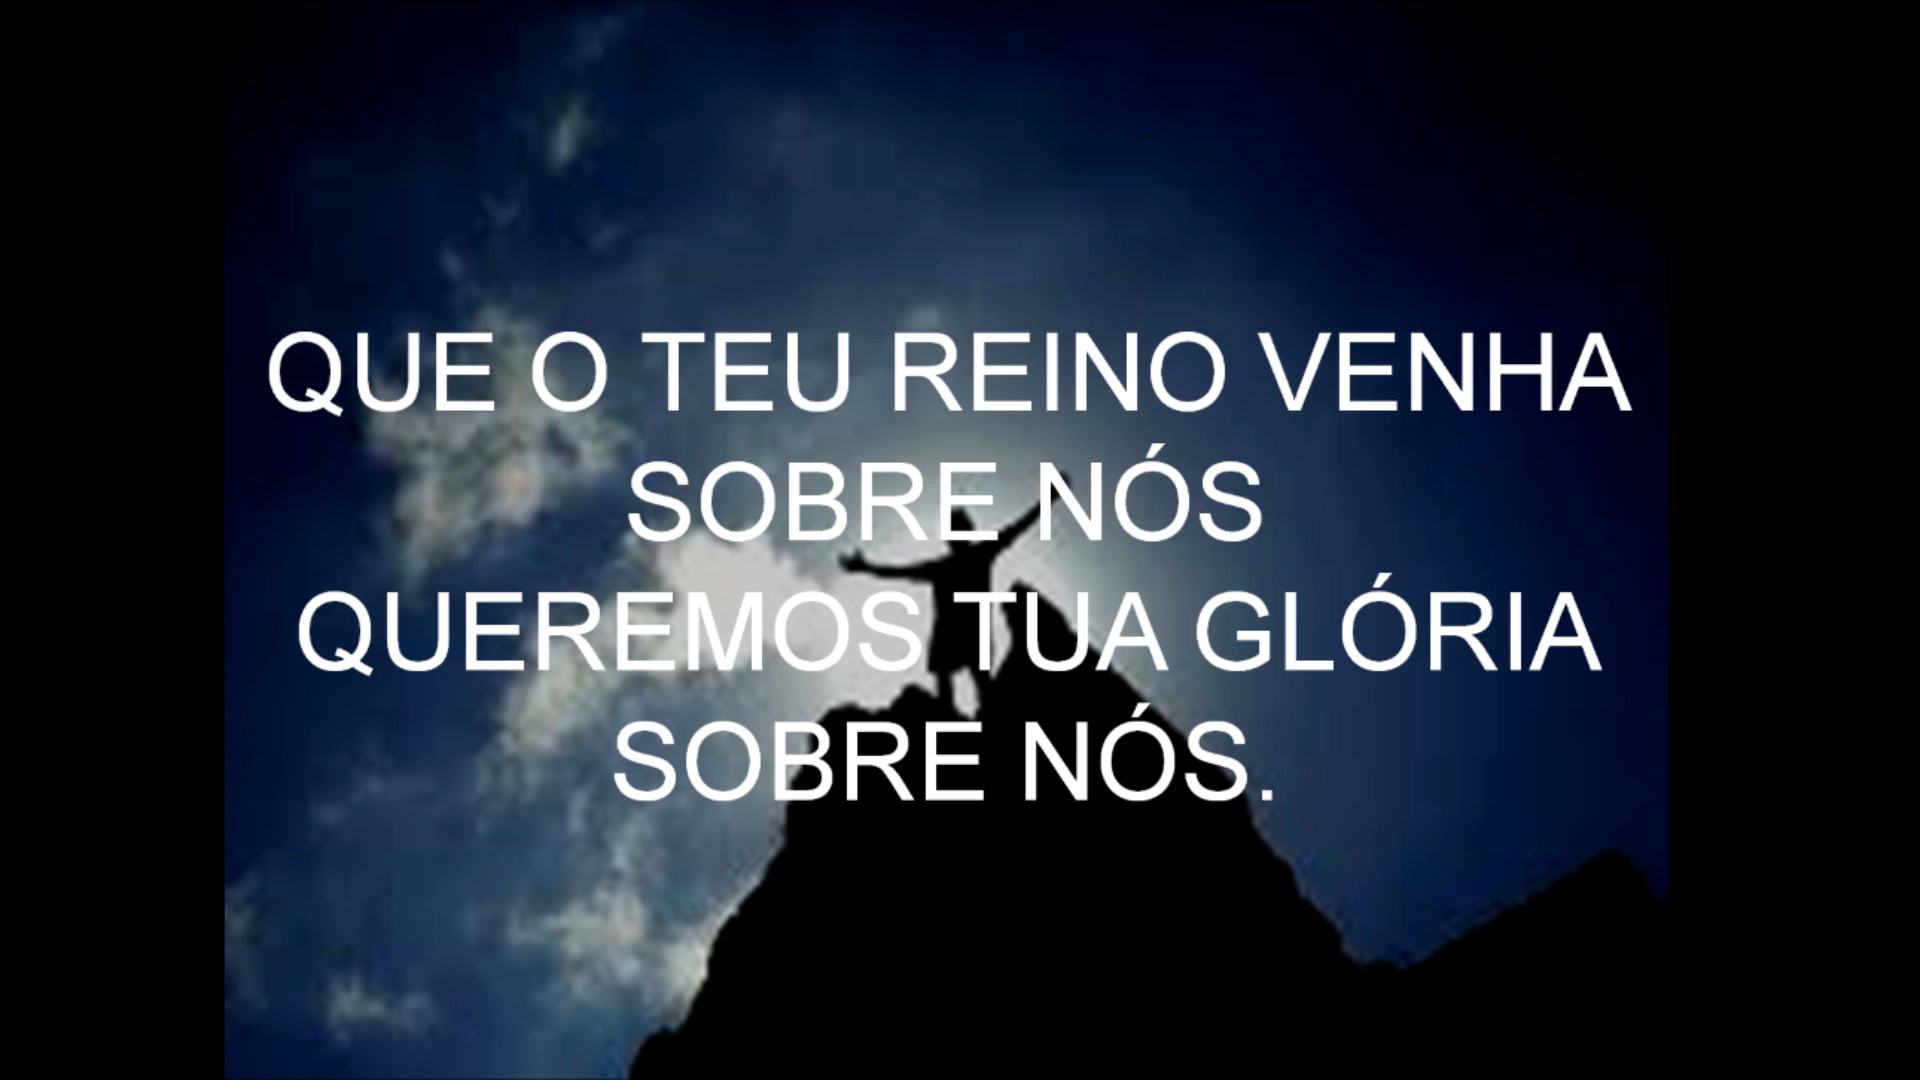 QUE O TEU REINO VENHA
SOBRE NÓS
QUEREMOS TUA GLÓRIA
SOBRE NÓS.